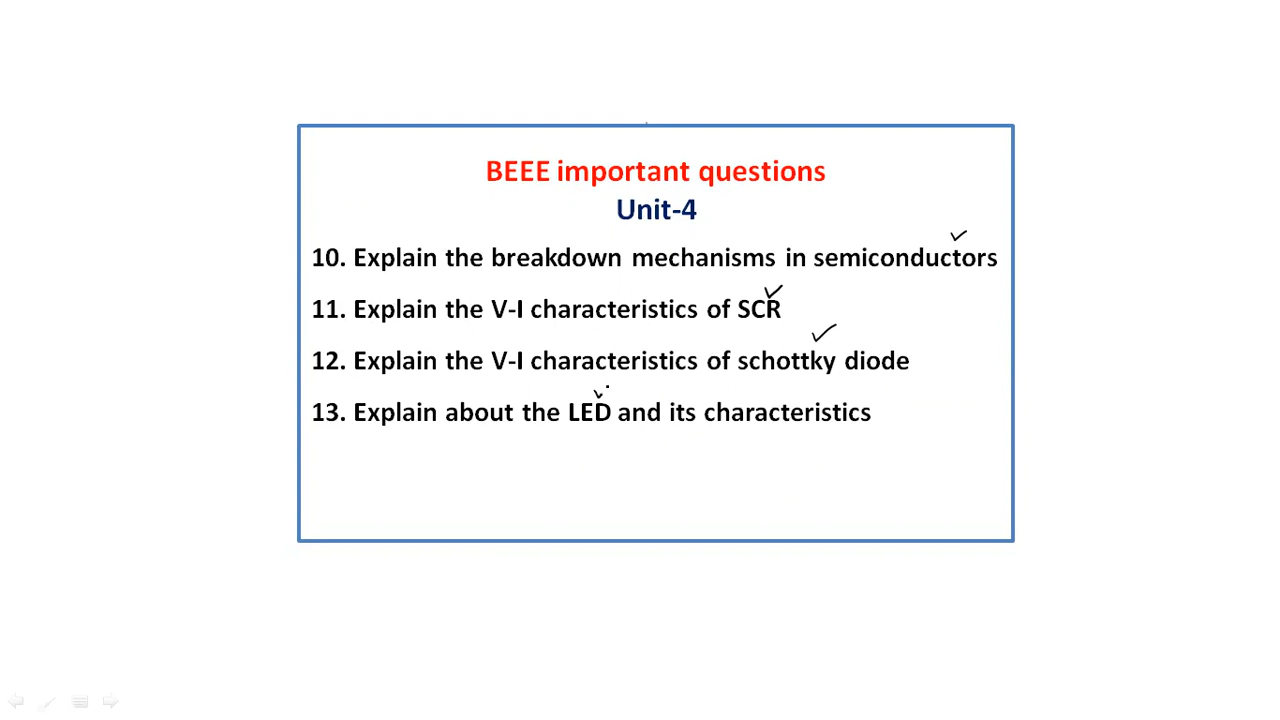 BEEE important questions
Unit-4
10. Explain the breakdown mechanisms in semiconductors
11. Explain the V-I characteristics of SCR
12. Explain the V-I characteristics of schottky diode
13. Explain about the LED and its characteristics